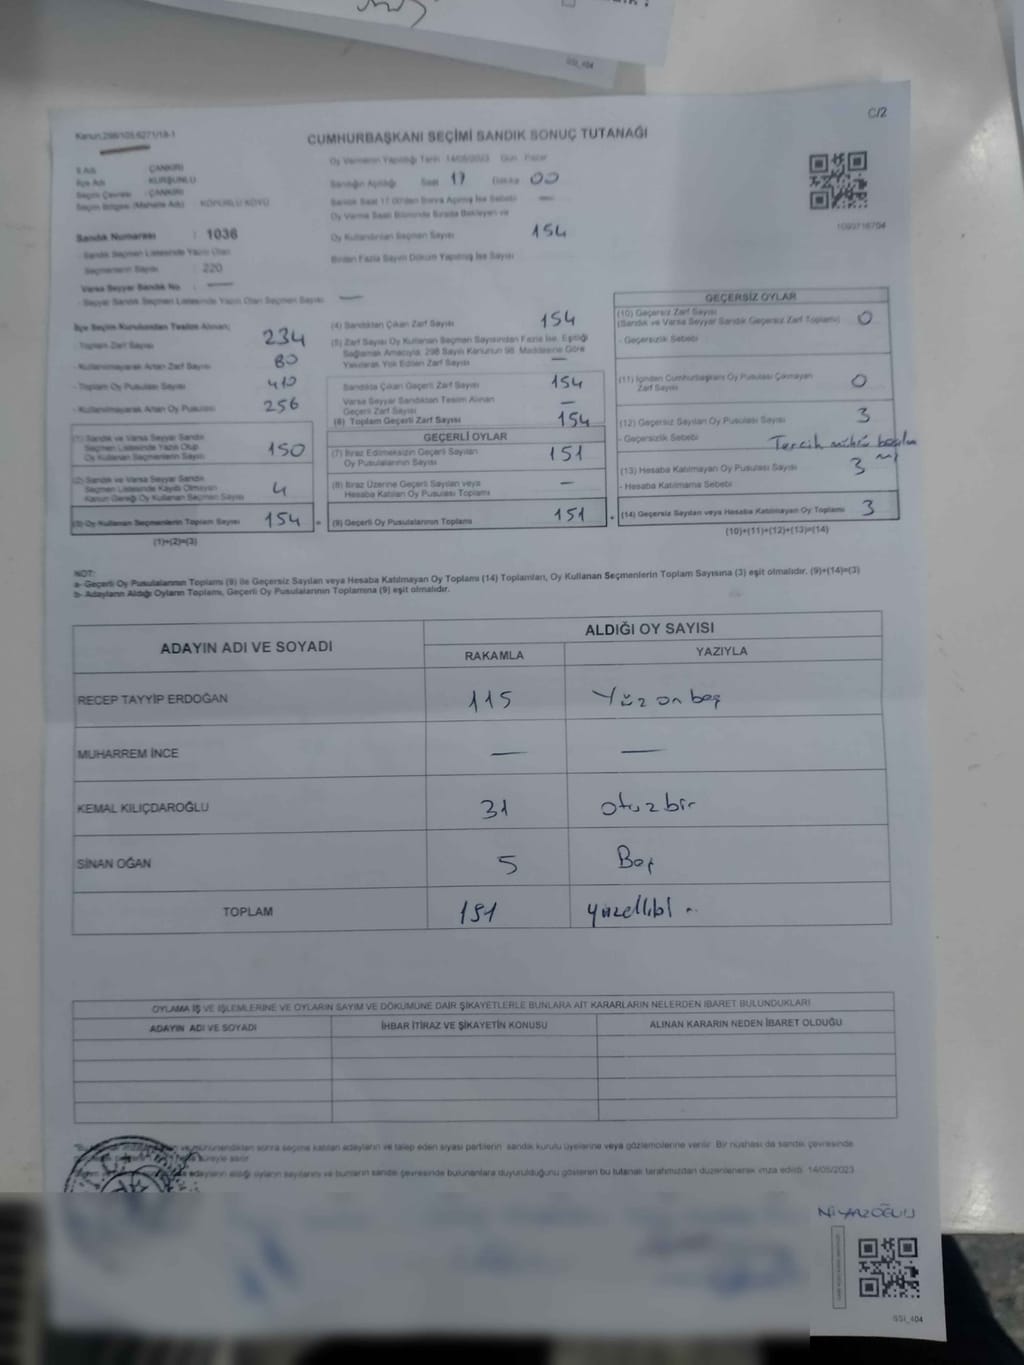 SSI_404
C/2
Kanun:298/105,6271/18-1
CUMHURBAŞKANI SEÇİMİ SANDIK SONUÇ TUTANAĞI
İl Adı ÇANKIRI
İlçe Adı KURŞUNLU
Seçim Çevresi : ÇANKIRI
Seçim Bölgesi (Mahalle Adı) KÖPÜRLÜ KÖYÜ
Sandık Numarası : 1036
- Sandık Seçmen Listesinde Yazılı Olan
Seçmenlerin Sayısı : 220
Varsa Seyyar Sandık No : —
- Seyyar Sandık Seçmen Listesinde Yazılı Olan Seçmen Sayısı —
Oy Vermenin Yapıldığı Tarih 14/05/2023 Gün Pazar
Sandığın Açıldığı Saat 17 Dakika 00
Sandık Saat 17.00'den Sonra Açılmış İse Sebebi —
Oy Verme Saati Bitiminde Sırada Bekleyen ve
Oy Kullandırılan Seçmen Sayısı 154
Birden Fazla Sayım Döküm Yapılmış İse Sayısı
1090716704
İlçe Seçim Kurulundan Teslim Alınan;
- Toplam Zarf Sayısı 234
- Kullanılmayarak Artan Zarf Sayısı 80
- Toplam Oy Pusulası Sayısı 410
- Kullanılmayarak Artan Oy Pusulası 256
(1) Sandık ve Varsa Seyyar Sandık
Seçmen Listesinde Yazılı Olup
Oy Kullanan Seçmenlerin Sayısı 150
(2) Sandık ve Varsa Seyyar Sandık
Seçmen Listesinde Kayıtlı Olmayan
Kanun Gereği Oy Kullanan Seçmen Sayısı 4
(3) Oy Kullanan Seçmenlerin Toplam Sayısı 154
(1)+(2)=(3)
(4) Sandıktan Çıkan Zarf Sayısı 154
(5) Zarf Sayısı Oy Kullanan Seçmen Sayısından Fazla İse, Eşitliği
Sağlamak Amacıyla; 298 Sayılı Kanunun 98. Maddesine Göre
Yakılarak Yok Edilen Zarf Sayısı —
Sandıkta Çıkan Geçerli Zarf Sayısı 154
Varsa Seyyar Sandıktan Teslim Alınan
Geçerli Zarf Sayısı —
(6) Toplam Geçerli Zarf Sayısı 154
GEÇERLİ OYLAR
(7) İtiraz Edilmeksizin Geçerli Sayılan
Oy Pusulalarının Sayısı 151
(8) İtiraz Üzerine Geçerli Sayılan veya
Hesaba Katılan Oy Pusulası Toplamı —
(9) Geçerli Oy Pusulalarının Toplamı 151
GEÇERSİZ OYLAR
(10) Geçersiz Zarf Sayısı
(Sandık ve Varsa Seyyar Sandık Geçersiz Zarf Toplamı) 0
- Geçersizlik Sebebi
(11) İçinden Cumhurbaşkanı Oy Pusulası Çıkmayan
Zarf Sayısı 0
(12) Geçersiz Sayılan Oy Pusulası Sayısı 3
- Geçersizlik Sebebi Tercih mührü
(13) Hesaba Katılmayan Oy Pusulası Sayısı 3
- Hesaba Katılmama Sebebi
(14) Geçersiz Sayılan veya Hesaba Katılmayan Oy Toplamı 3
(10)+(11)+(12)+(13)=(14)
NOT:
a- Geçerli Oy Pusulalarının Toplamı (9) ile Geçersiz Sayılan veya Hesaba Katılmayan Oy Toplamı (14) Toplamları, Oy Kullanan Seçmenlerin Toplam Sayısına (3) eşit olmalıdır. (9)+(14)=(3)
b- Adayların Aldığı Oyların Toplamı, Geçerli Oy Pusulalarının Toplamına (9) eşit olmalıdır.
ADAYIN ADI VE SOYADI
ALDIĞI OY SAYISI
RAKAMLA YAZIYLA
RECEP TAYYİP ERDOĞAN 115 Yüz on beş
MUHARREM İNCE — —
KEMAL KILIÇDAROĞLU 31 otuz bir
SİNAN OĞAN 5 Beş
TOPLAM 151 yüzellibir
OYLAMA İŞ VE İŞLEMLERİNE VE OYLARIN SAYIM VE DÖKÜMÜNE DAİR ŞİKAYETLERLE BUNLARA AİT KARARLARIN NELERDEN İBARET BULUNDUKLARI
ADAYIN ADI VE SOYADI İHBAR İTİRAZ VE ŞİKAYETİN KONUSU ALINAN KARARIN NEDEN İBARET OLDUĞU
mühürlendikten sonra seçime katılan adayların ve talep eden siyasi partilerin sandık kurulu üyelerine veya gözlemcilerine verilir. Bir nüshası da sandık çevresinde
süreyle asılır.
adayların aldığı oyların sayılarını ve bunların sandık çevresinde bulunanlara duyurulduğunu gösteren bu tutanak tarafımızdan düzenlenerek imza edildi. 14/05/2023
NİYAZOĞLU
SSI_404